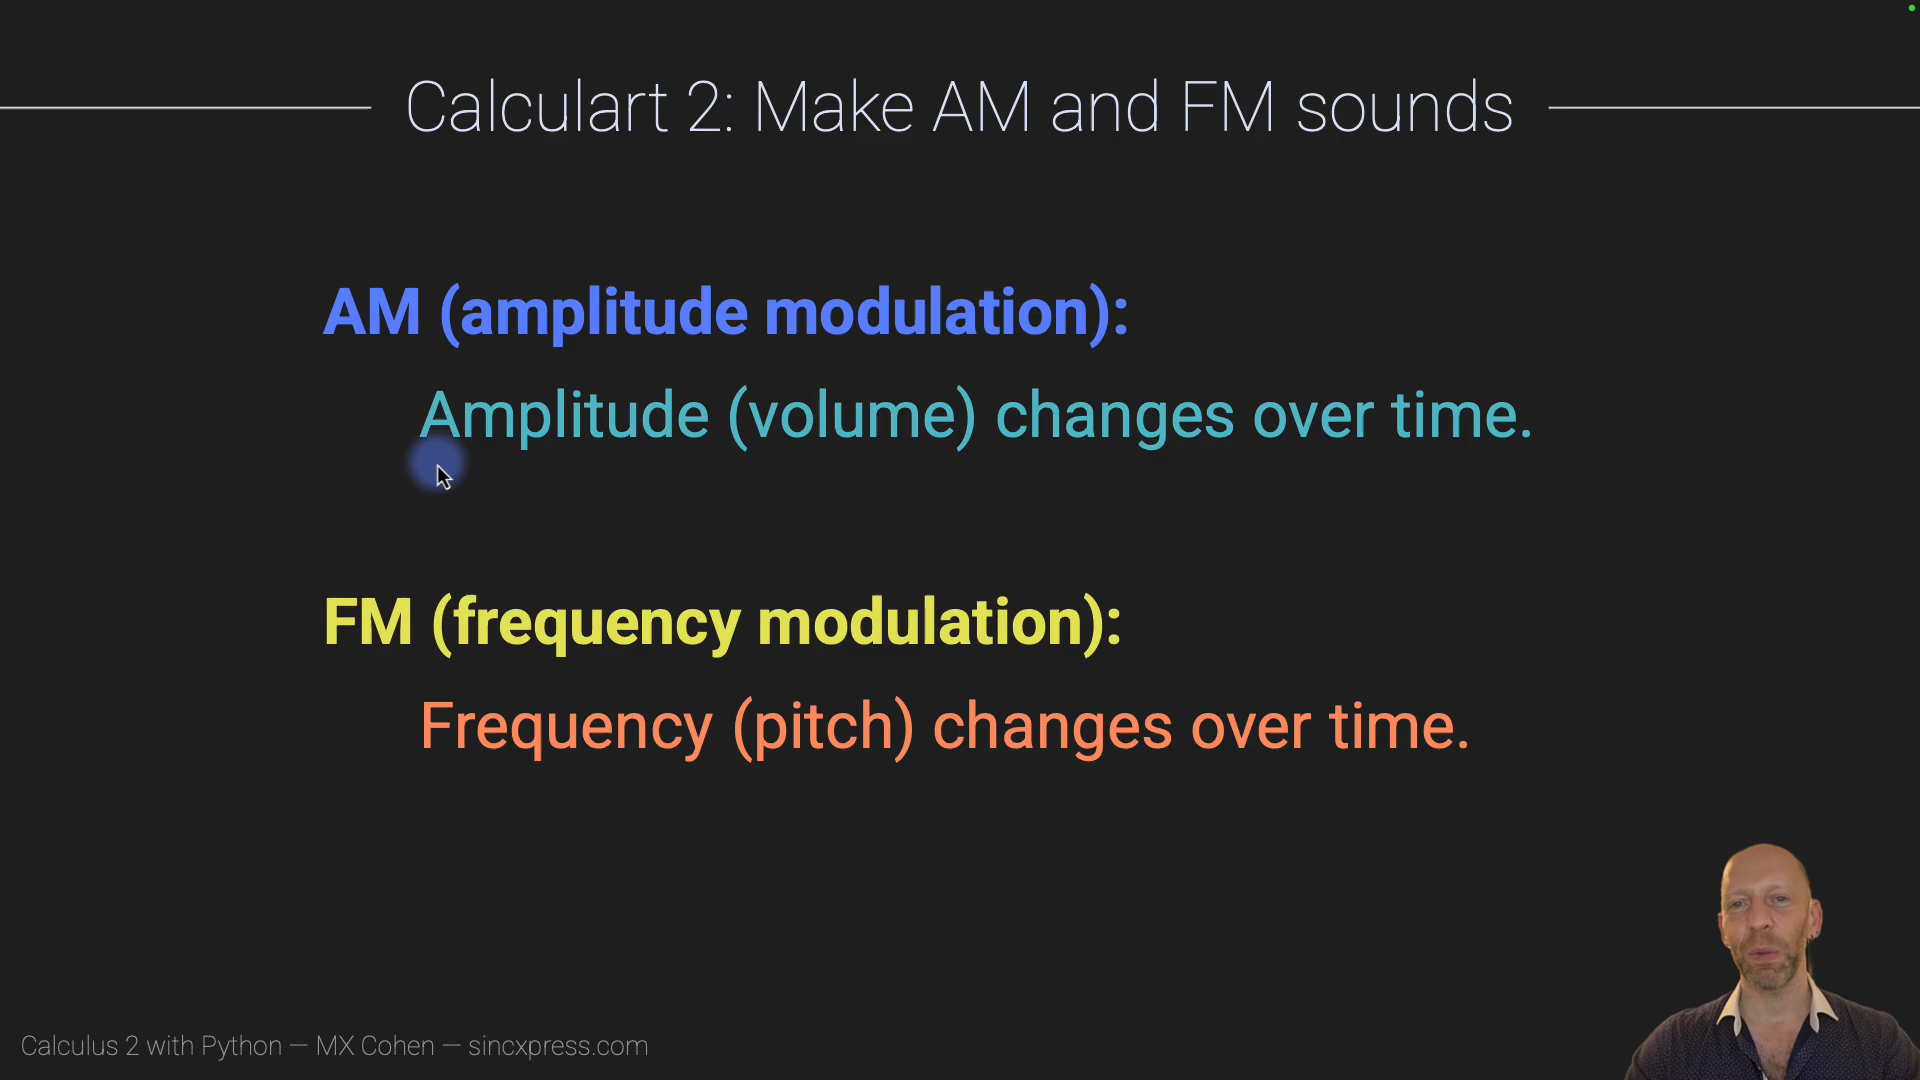 Calculart 2: Make AM and FM sounds
AM (amplitude modulation):
Amplitude (volume) changes over time.
FM (frequency modulation):
Frequency (pitch) changes over time.
Calculus 2 with Python — MX Cohen — sincxpress.com